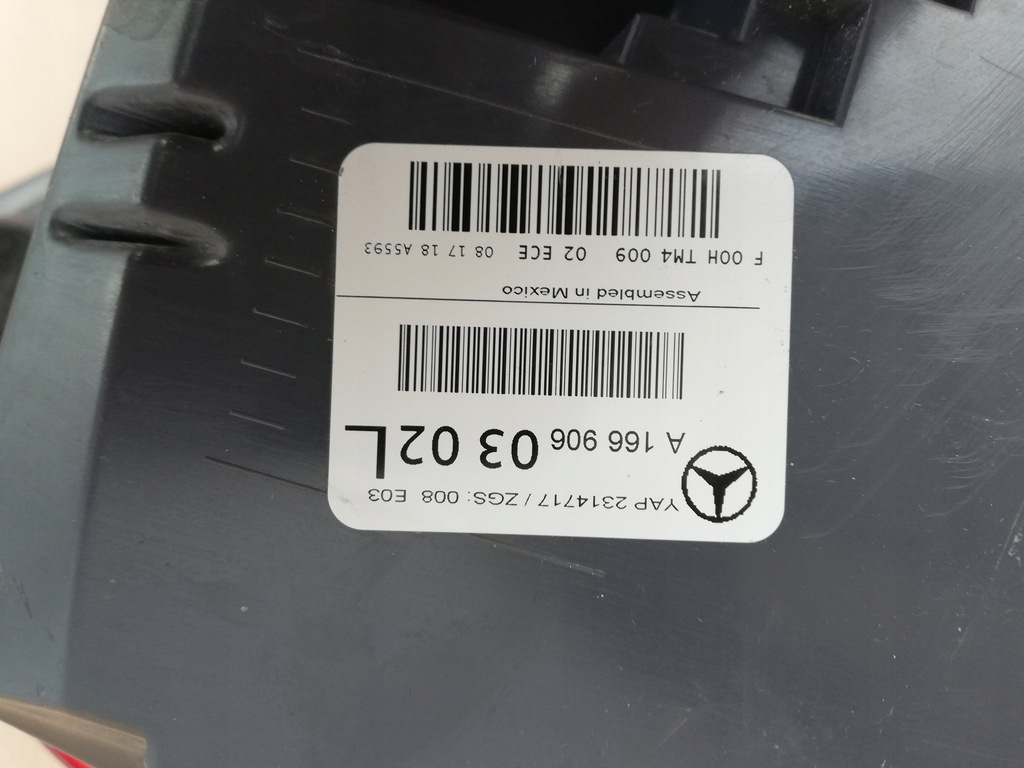 YAP 2314717 / ZGS: 008 E03
A 166 906 03 02 L
Assembled in Mexico
F 00H TM4 009 02 ECE 08 17 18 A5593